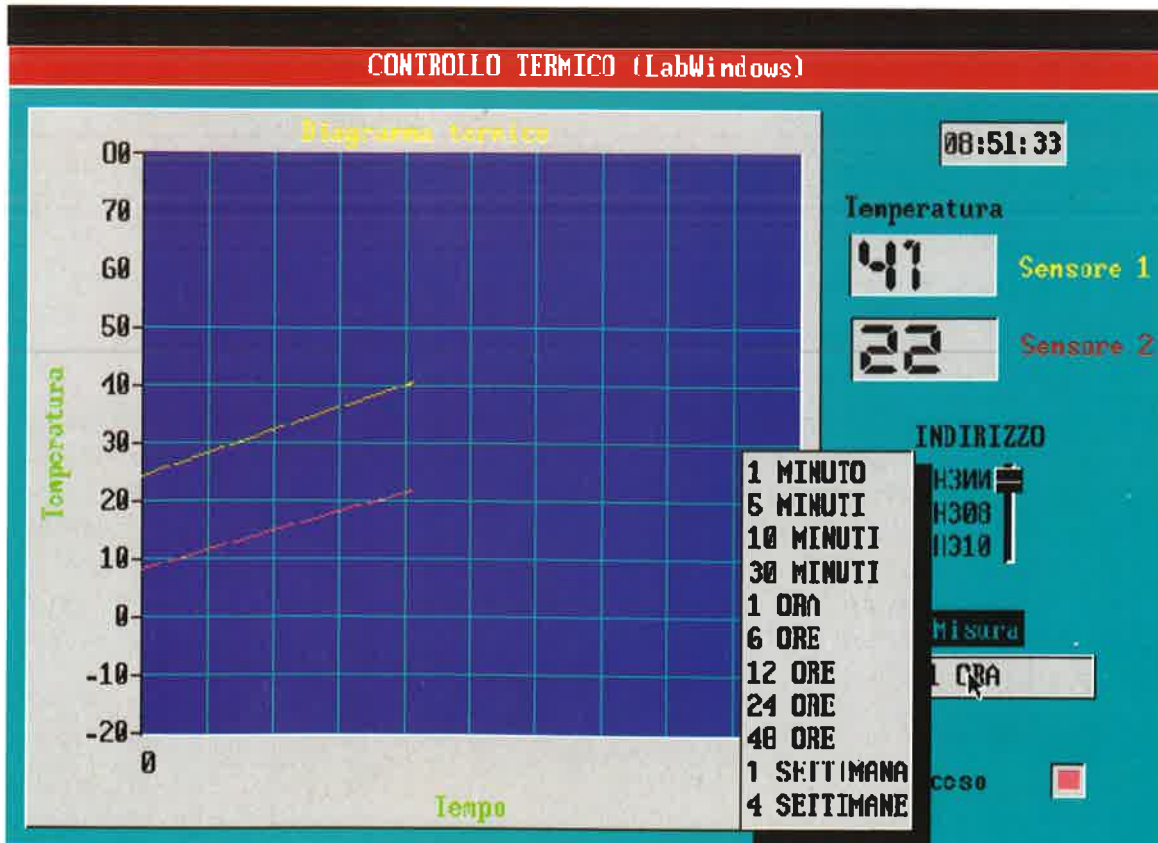 CONTROLLO TERMICO (LabWindows)
Diagramma termico
08:51:33
Temperatura
41
Sensore 1
22
Sensore 2
INDIRIZZO
H308
H310
Misura
1 ORA
1 MINUTO
5 MINUTI
10 MINUTI
30 MINUTI
1 ORA
6 ORE
12 ORE
24 ORE
48 ORE
1 SETTIMANA
4 SETTIMANE
Temperatura
80
70
60
50
40
30
20
10
0
-10
-20
0
Tempo